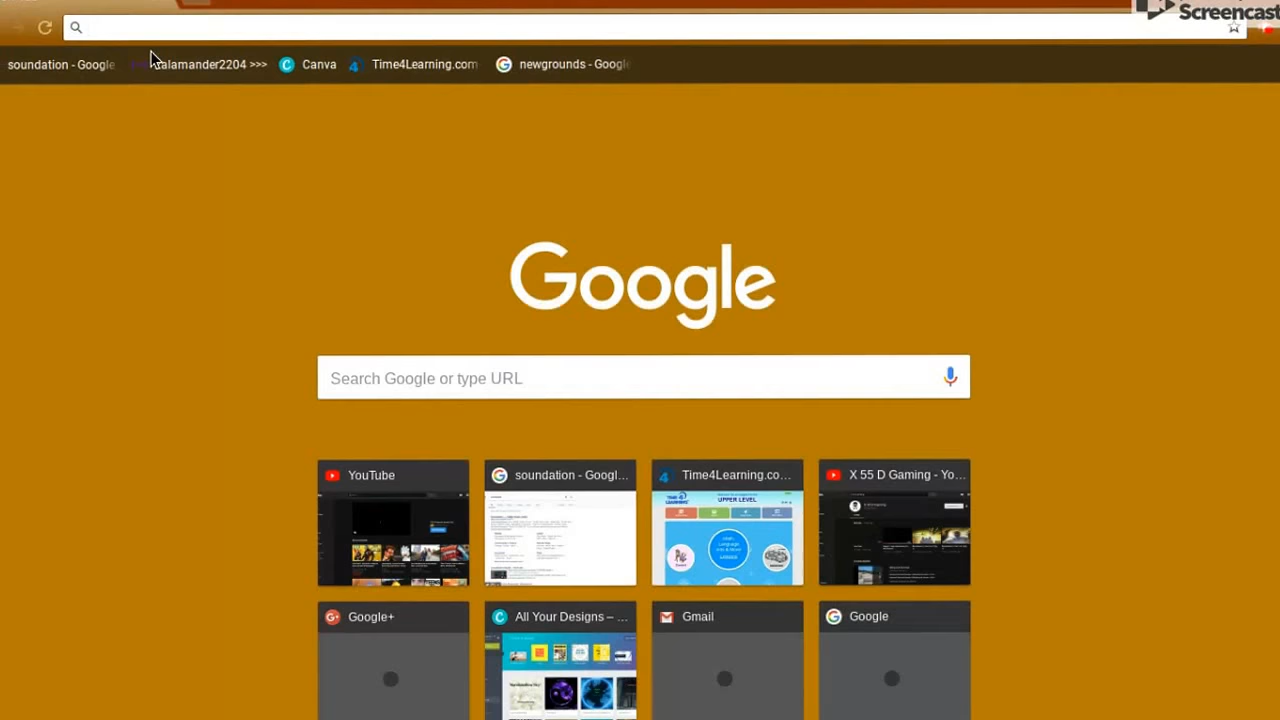 Screencast
soundation - Google
alamander2204 >>>
Canva
Time4Learning.com
newgrounds - Google
Google
Search Google or type URL
YouTube
soundation - Googl...
Time4Learning.co...
X 55 D Gaming - Yo...
UPPER LEVEL
Google+
All Your Designs – ...
Gmail
Google